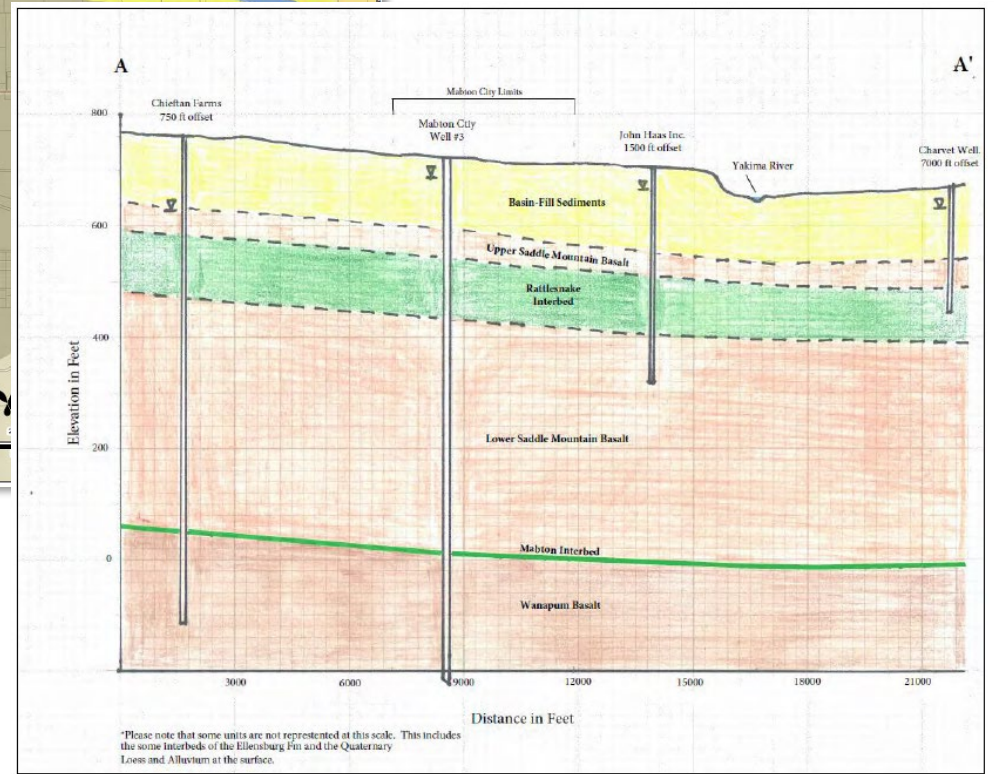 A
A'
Mabton City Limits
Chieftan Farms
750 ft offset
Mabton City
Well #3
John Haas Inc.
1500 ft offset
Yakima River
Charvet Well
7000 ft offset
800
600
400
200
0
Elevation in Feet
Basin-Fill Sediments
Upper Saddle Mountain Basalt
Rattlesnake
Interbed
Lower Saddle Mountain Basalt
Mabton Interbed
Wanapum Basalt
3000
6000
9000
12000
15000
18000
21000
Distance in Feet
*Please note that some units are not represtented at this scale. This includes
the some interbeds of the Ellensburg Fm and the Quaternary
Loess and Alluvium at the surface.